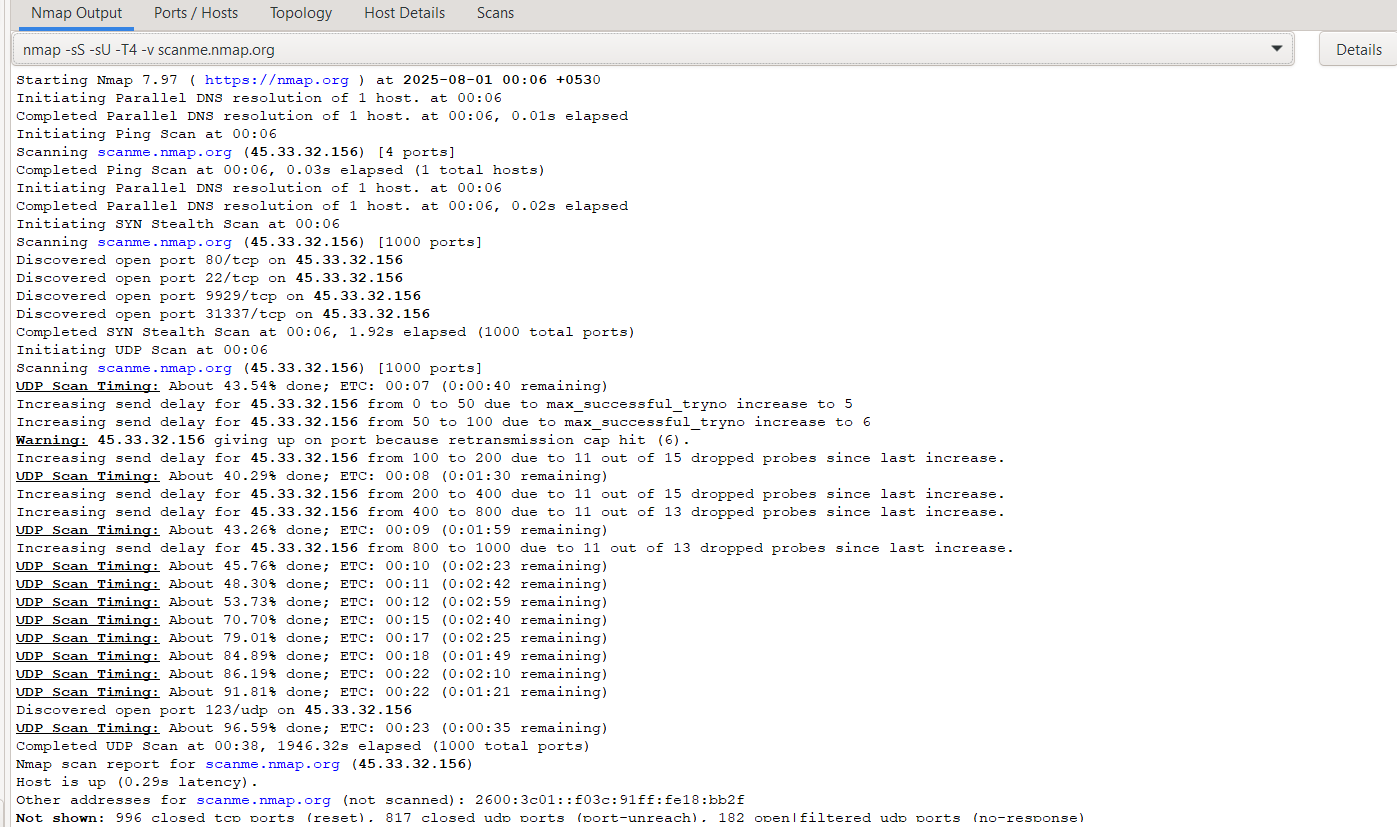 Nmap Output Ports / Hosts Topology Host Details Scans
nmap -sS -sU -T4 -v scanme.nmap.org Details
Starting Nmap 7.97 ( https://nmap.org ) at 2025-08-01 00:06 +0530
Initiating Parallel DNS resolution of 1 host. at 00:06
Completed Parallel DNS resolution of 1 host. at 00:06, 0.01s elapsed
Initiating Ping Scan at 00:06
Scanning scanme.nmap.org (45.33.32.156) [4 ports]
Completed Ping Scan at 00:06, 0.03s elapsed (1 total hosts)
Initiating Parallel DNS resolution of 1 host. at 00:06
Completed Parallel DNS resolution of 1 host. at 00:06, 0.02s elapsed
Initiating SYN Stealth Scan at 00:06
Scanning scanme.nmap.org (45.33.32.156) [1000 ports]
Discovered open port 80/tcp on 45.33.32.156
Discovered open port 22/tcp on 45.33.32.156
Discovered open port 9929/tcp on 45.33.32.156
Discovered open port 31337/tcp on 45.33.32.156
Completed SYN Stealth Scan at 00:06, 1.92s elapsed (1000 total ports)
Initiating UDP Scan at 00:06
Scanning scanme.nmap.org (45.33.32.156) [1000 ports]
UDP Scan Timing: About 43.54% done; ETC: 00:07 (0:00:40 remaining)
Increasing send delay for 45.33.32.156 from 0 to 50 due to max_successful_tryno increase to 5
Increasing send delay for 45.33.32.156 from 50 to 100 due to max_successful_tryno increase to 6
Warning: 45.33.32.156 giving up on port because retransmission cap hit (6).
Increasing send delay for 45.33.32.156 from 100 to 200 due to 11 out of 15 dropped probes since last increase.
UDP Scan Timing: About 40.29% done; ETC: 00:08 (0:01:30 remaining)
Increasing send delay for 45.33.32.156 from 200 to 400 due to 11 out of 15 dropped probes since last increase.
Increasing send delay for 45.33.32.156 from 400 to 800 due to 11 out of 13 dropped probes since last increase.
UDP Scan Timing: About 43.26% done; ETC: 00:09 (0:01:59 remaining)
Increasing send delay for 45.33.32.156 from 800 to 1000 due to 11 out of 13 dropped probes since last increase.
UDP Scan Timing: About 45.76% done; ETC: 00:10 (0:02:23 remaining)
UDP Scan Timing: About 48.30% done; ETC: 00:11 (0:02:42 remaining)
UDP Scan Timing: About 53.73% done; ETC: 00:12 (0:02:59 remaining)
UDP Scan Timing: About 70.70% done; ETC: 00:15 (0:02:40 remaining)
UDP Scan Timing: About 79.01% done; ETC: 00:17 (0:02:25 remaining)
UDP Scan Timing: About 84.89% done; ETC: 00:18 (0:01:49 remaining)
UDP Scan Timing: About 86.19% done; ETC: 00:22 (0:02:10 remaining)
UDP Scan Timing: About 91.81% done; ETC: 00:22 (0:01:21 remaining)
Discovered open port 123/udp on 45.33.32.156
UDP Scan Timing: About 96.59% done; ETC: 00:23 (0:00:35 remaining)
Completed UDP Scan at 00:38, 1946.32s elapsed (1000 total ports)
Nmap scan report for scanme.nmap.org (45.33.32.156)
Host is up (0.29s latency).
Other addresses for scanme.nmap.org (not scanned): 2600:3c01::f03c:91ff:fe18:bb2f
Not shown: 996 closed tcp ports (reset), 817 closed udp ports (port-unreach), 182 open|filtered udp ports (no-response)